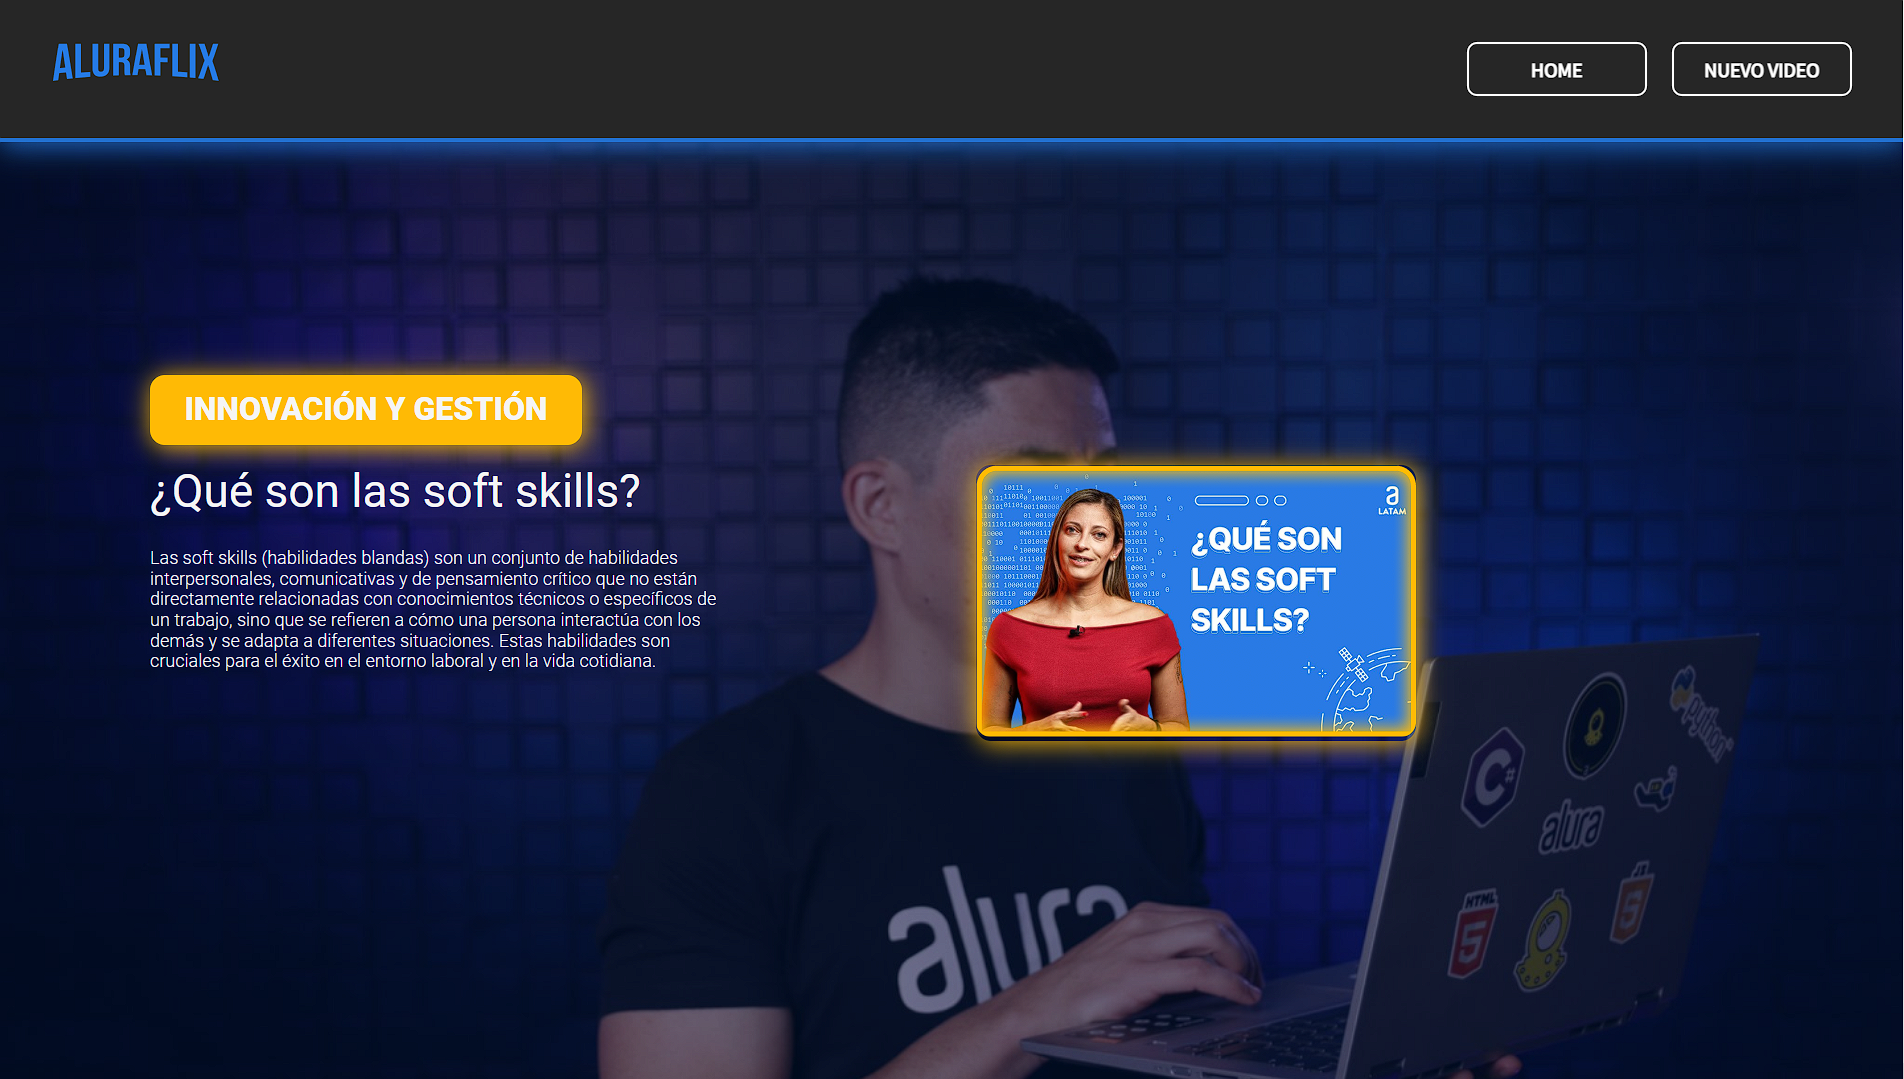 ALURAFLIX
HOME
NUEVO VIDEO
INNOVACIÓN Y GESTIÓN
¿Qué son las soft skills?
Las soft skills (habilidades blandas) son un conjunto de habilidades
interpersonales, comunicativas y de pensamiento crítico que no están
directamente relacionadas con conocimientos técnicos o específicos de
un trabajo, sino que se refieren a cómo una persona interactúa con los
demás y se adapta a diferentes situaciones. Estas habilidades son
cruciales para el éxito en el entorno laboral y en la vida cotidiana.
a
LATAM
¿QUÉ SON
LAS SOFT
SKILLS?
python
C#
alura
HTML
5
JS
5
alura